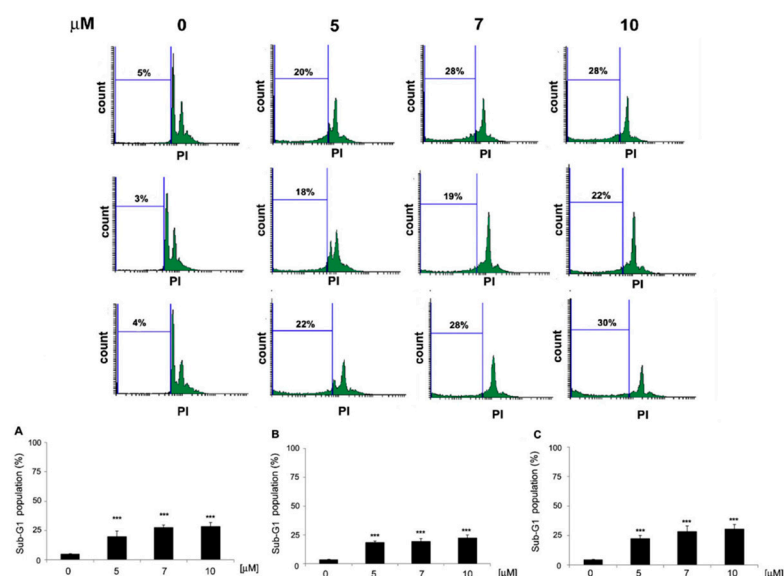 μM 0 5 7 10
5% 20% 28% 28%
count count count count
PI PI PI PI
3% 18% 19% 22%
count count count count
PI PI PI PI
4% 22% 28% 30%
count count count count
PI PI PI PI
A
Sub-G1 population (%)
100
75
50
25
0
*** *** ***
0 5 7 10 [μM]
B
Sub-G1 population (%)
100
75
50
25
0
*** *** ***
0 5 7 10 [μM]
C
Sub-G1 population (%)
100
75
50
25
0
*** *** ***
0 5 7 10 [μM]